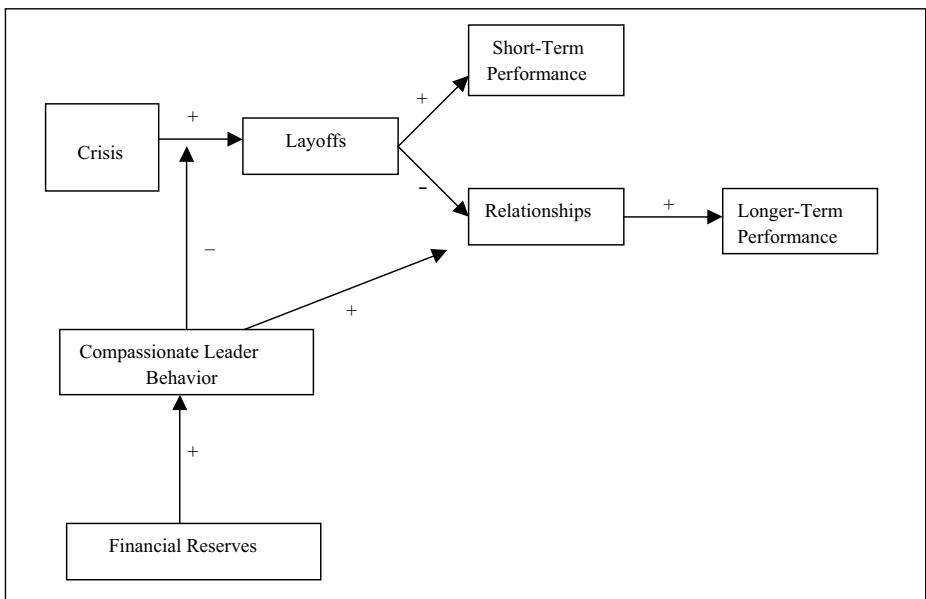 Short-Term
Performance
+
+
Crisis
Layoffs
-
Relationships
+
Longer-Term
Performance
–
+
Compassionate Leader
Behavior
+
Financial Reserves